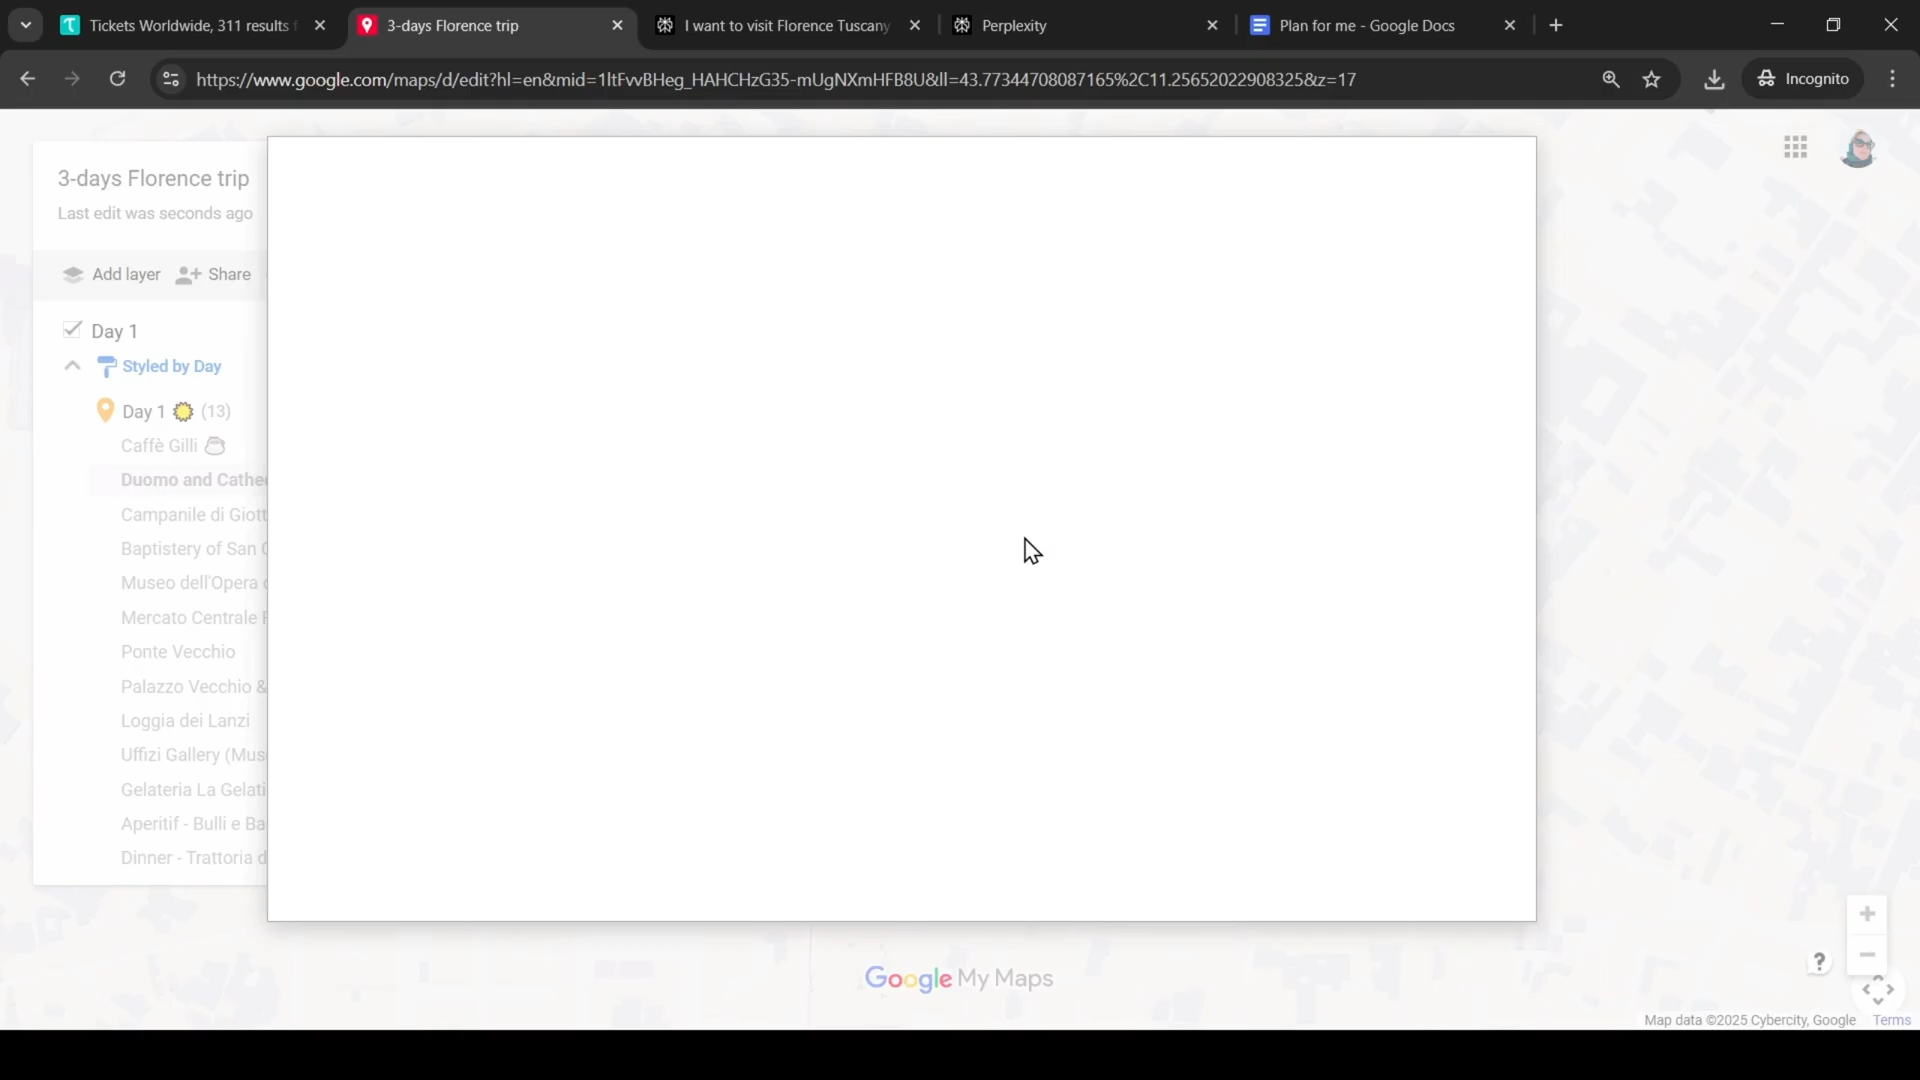 Tickets Worldwide, 311 results f
3-days Florence trip
I want to visit Florence Tuscany
Perplexity
Plan for me - Google Docs
https://www.google.com/maps/d/edit?hl=en&mid=1ltFvvBHeg_HAHCHzG35-mUgNXmHFB8U&ll=43.77344708087165%2C11.25652022908325&z=17
Incognito
3-days Florence trip
Last edit was seconds ago
Add layer
Share
Day 1
Styled by Day
Day 1 (13)
Caffè Gilli
Duomo and Cathe
Campanile di Giott
Baptistery of San
Museo dell'Opera
Mercato Centrale F
Ponte Vecchio
Palazzo Vecchio &
Loggia dei Lanzi
Uffizi Gallery (Mus
Gelateria La Gelati
Aperitif - Bulli e Ba
Dinner - Trattoria d
Google My Maps
Map data ©2025 Cybercity, Google
Terms